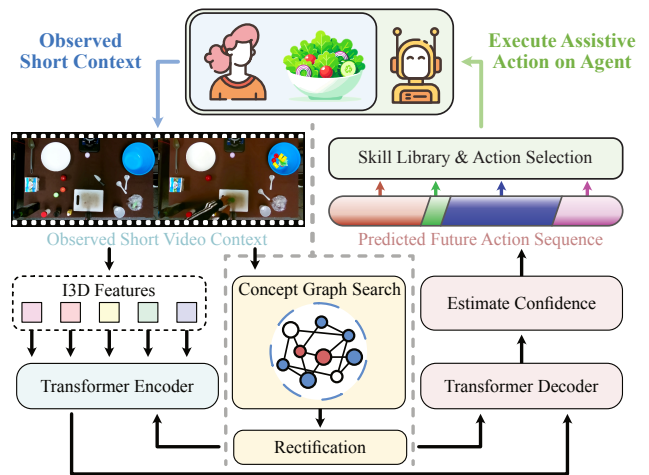 Observed
Short Context
Execute Assistive
Action on Agent
Skill Library & Action Selection
Observed Short Video Context
Predicted Future Action Sequence
I3D Features
Concept Graph Search
Estimate Confidence
Transformer Encoder
Transformer Decoder
Rectification